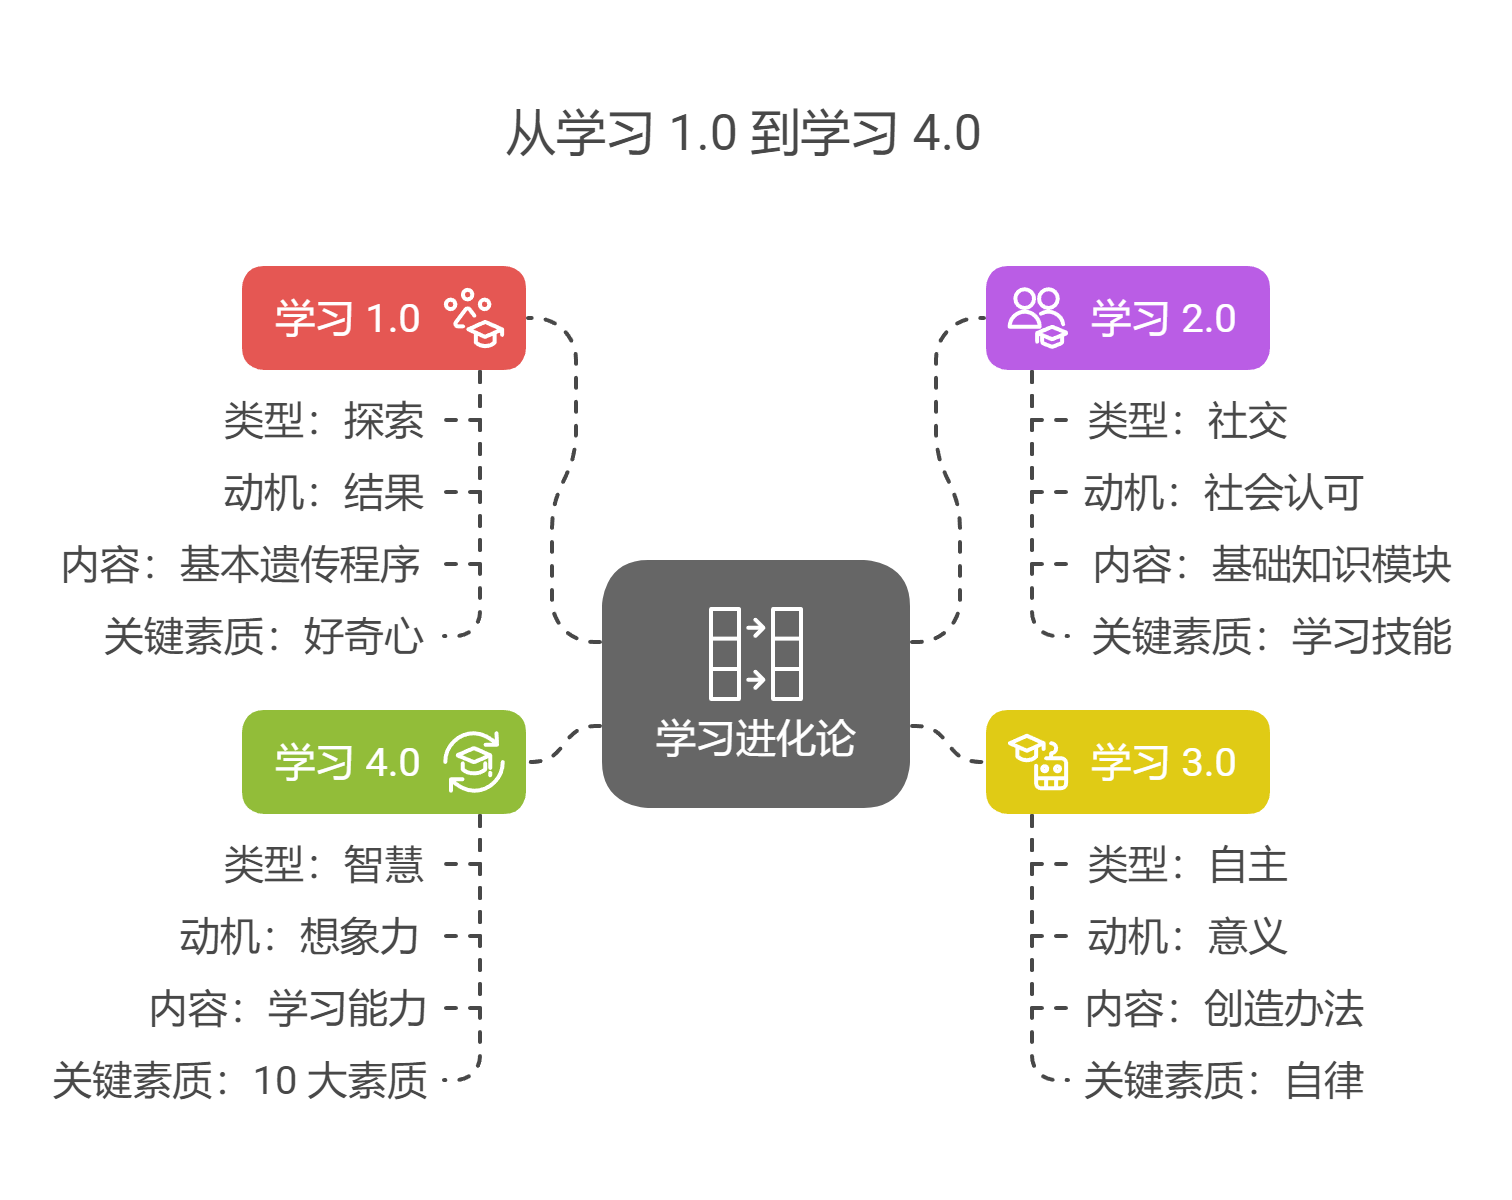 从学习 1.0 到学习 4.0
学习 1.0
类型：探索
动机：结果
内容：基本遗传程序
关键素质：好奇心
学习 2.0
类型：社交
动机：社会认可
内容：基础知识模块
关键素质：学习技能
学习进化论
学习 4.0
类型：智慧
动机：想象力
内容：学习能力
关键素质：10 大素质
学习 3.0
类型：自主
动机：意义
内容：创造办法
关键素质：自律